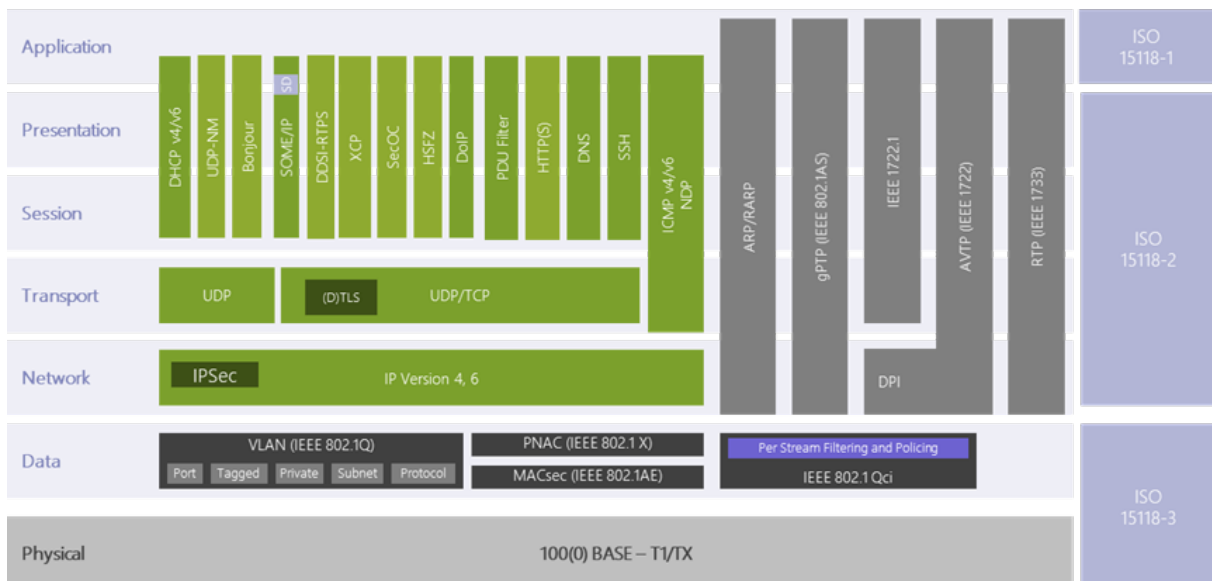 Application
Presentation
Session
Transport
Network
Data
Physical
DHCP v4/v6
UDP-NM
Bonjour
SD
SOME/IP
DDSI-RTPS
XCP
SecOC
HSFZ
DoIP
PDU Filter
HTTP(S)
DNS
SSH
ICMP v4/v6
NDP
ARP/RARP
gPTP (IEEE 802.1AS)
IEEE 1722.1
AVTP (IEEE 1722)
RTP (IEEE 1733)
UDP
(D)TLS
UDP/TCP
IPSec
IP Version 4, 6
DPI
VLAN (IEEE 802.1Q)
Port
Tagged
Private
Subnet
Protocol
PNAC (IEEE 802.1 X)
MACsec (IEEE 802.1AE)
Per Stream Filtering and Policing
IEEE 802.1 Qci
100(0) BASE – T1/TX
ISO
15118-1
ISO
15118-2
ISO
15118-3